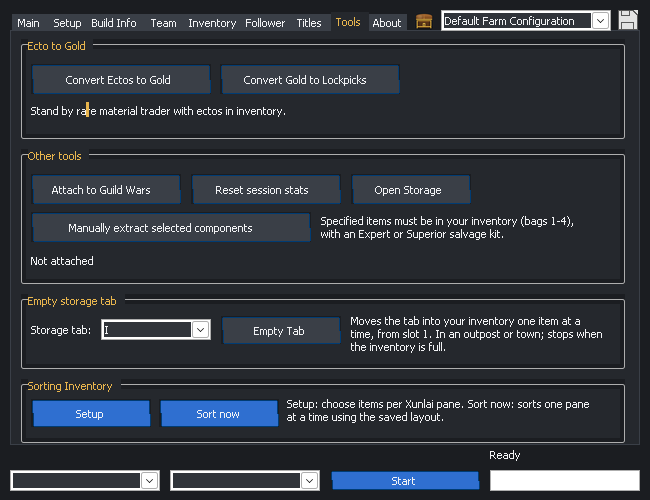 Main Setup Build Info Team Inventory Follower Titles Tools About Default Farm Configuration
Ecto to Gold
Convert Ectos to Gold Convert Gold to Lockpicks
Stand by rare material trader with ectos in inventory.
Other tools
Attach to Guild Wars Reset session stats Open Storage
Manually extract selected components
Specified items must be in your inventory (bags 1-4),
with an Expert or Superior salvage kit.
Not attached
Empty storage tab
Storage tab: I Empty Tab
Moves the tab into your inventory one item at a
time, from slot 1. In an outpost or town; stops when
the inventory is full.
Sorting Inventory
Setup Sort now
Setup: choose items per Xunlai pane. Sort now: sorts one pane
at a time using the saved layout.
Ready
Start